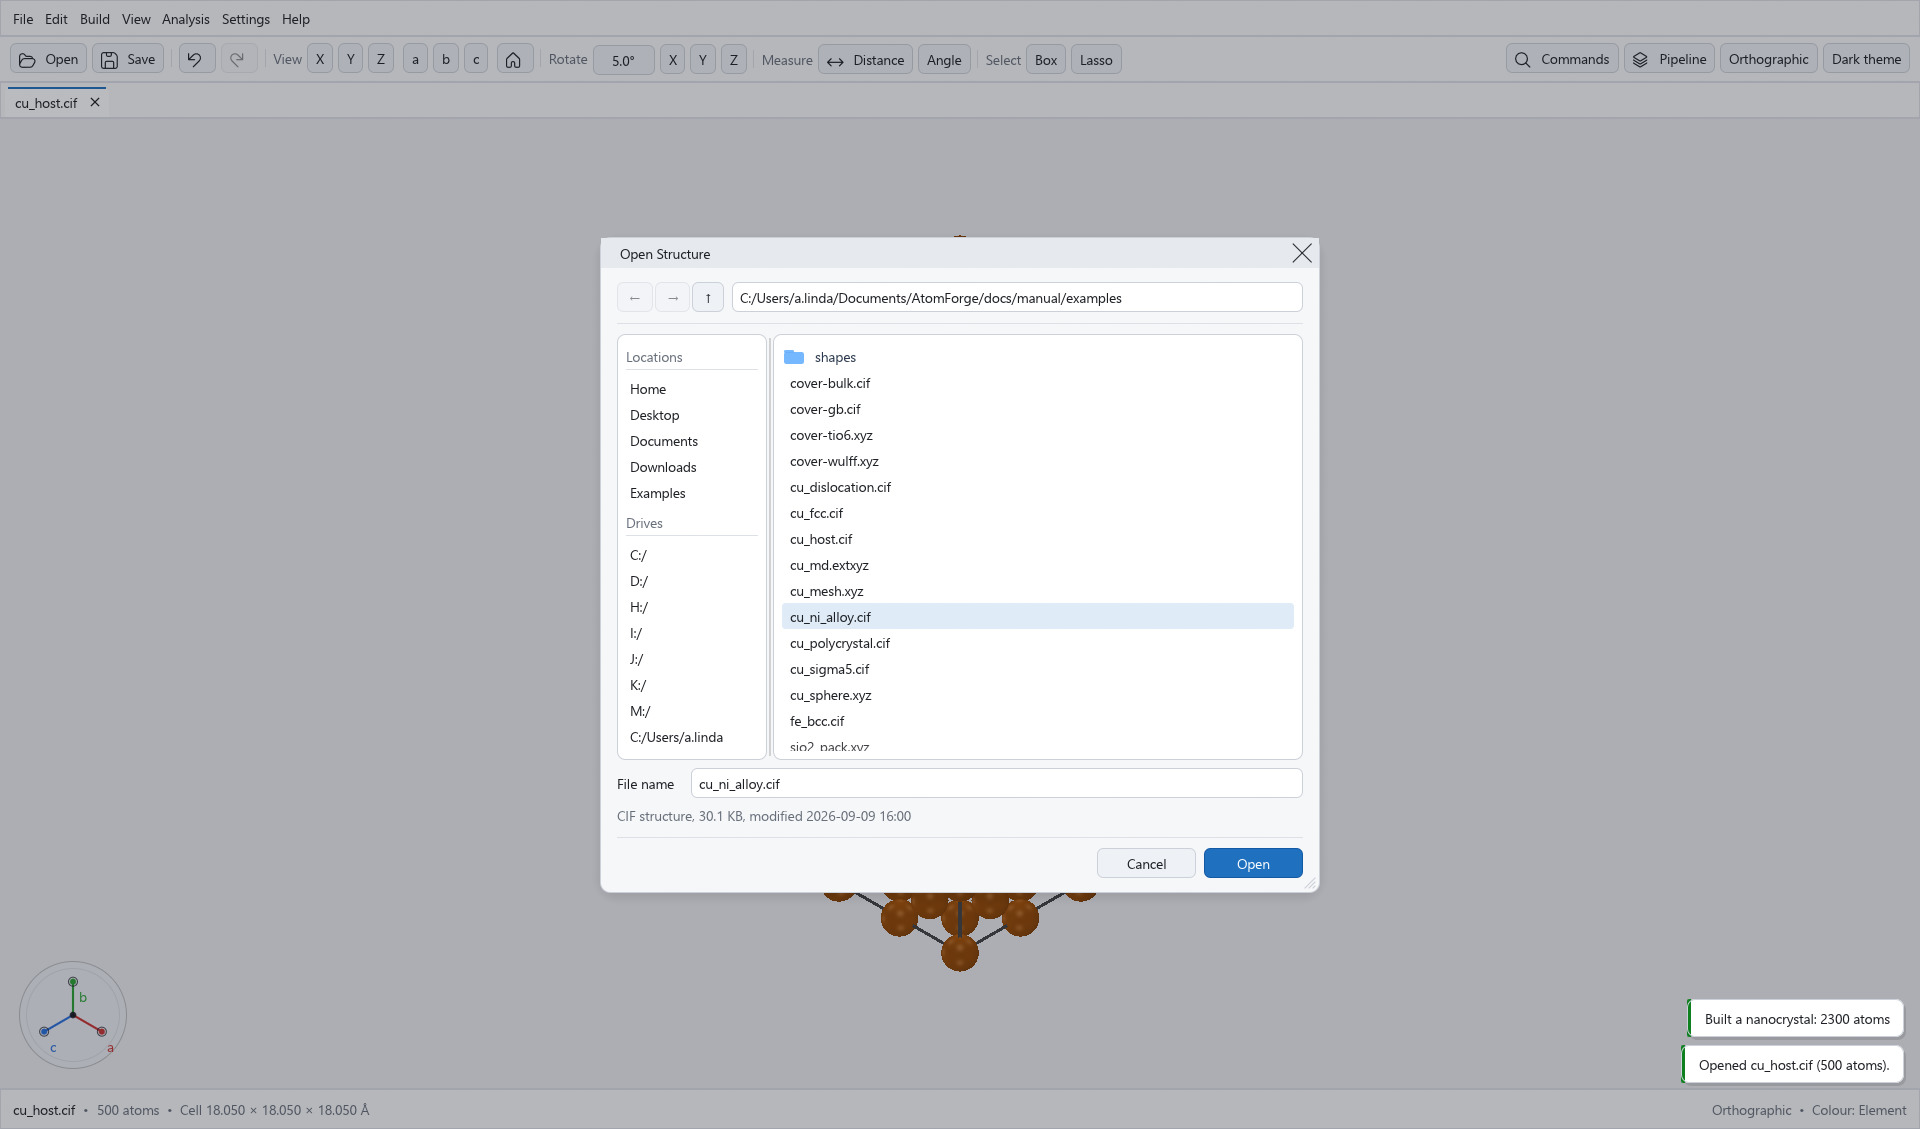 File Edit Build View Analysis Settings Help
Open Save View X Y Z a b c Rotate 5.0° X Y Z Measure Distance Angle Select Box Lasso Commands Pipeline Orthographic Dark theme
cu_host.cif
Open Structure
C:/Users/a.linda/Documents/AtomForge/docs/manual/examples
Locations
Home
Desktop
Documents
Downloads
Examples
Drives
C:/
D:/
H:/
I:/
J:/
K:/
M:/
C:/Users/a.linda
shapes
cover-bulk.cif
cover-gb.cif
cover-tio6.xyz
cover-wulff.xyz
cu_dislocation.cif
cu_fcc.cif
cu_host.cif
cu_md.extxyz
cu_mesh.xyz
cu_ni_alloy.cif
cu_polycrystal.cif
cu_sigma5.cif
cu_sphere.xyz
fe_bcc.cif
sio2_pack.xyz
File name cu_ni_alloy.cif
CIF structure, 30.1 KB, modified 2026-09-09 16:00
Cancel Open
b
c a
Built a nanocrystal: 2300 atoms
Opened cu_host.cif (500 atoms).
cu_host.cif • 500 atoms • Cell 18.050 × 18.050 × 18.050 Å Orthographic • Colour: Element